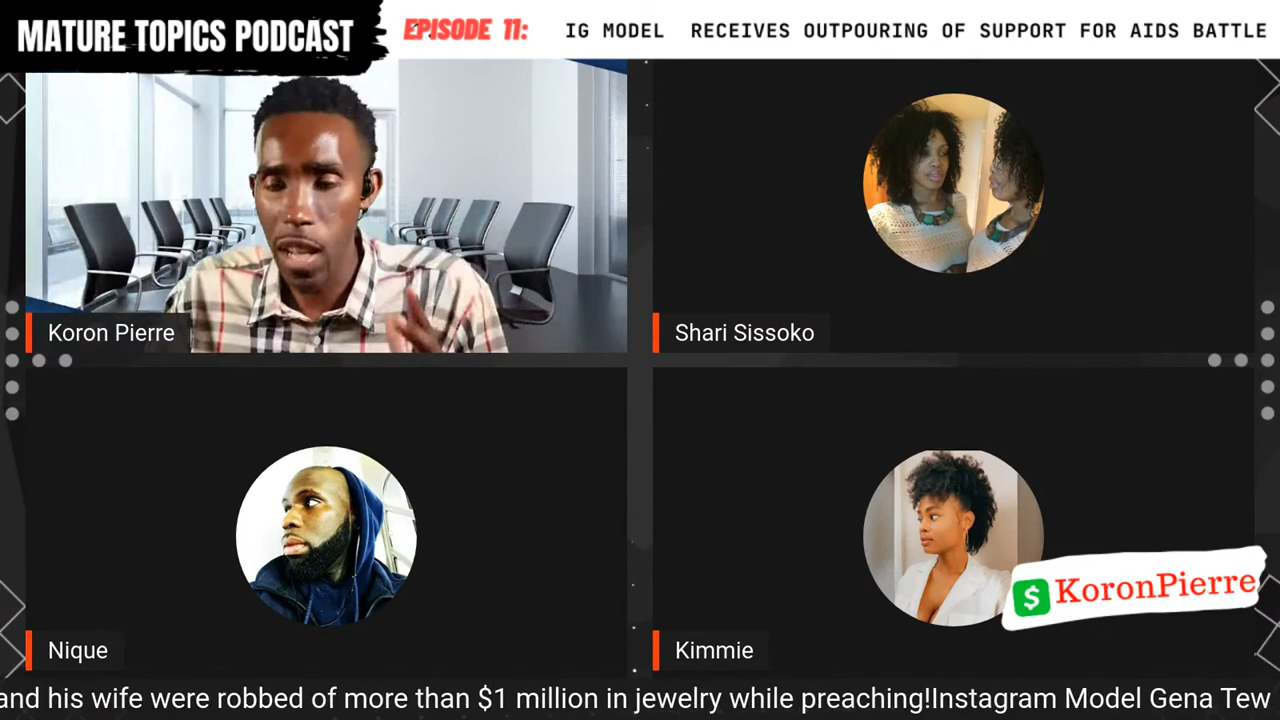 MATURE TOPICS PODCAST
EPISODE 11:
IG MODEL RECEIVES OUTPOURING OF SUPPORT FOR AIDS BATTLE
Koron Pierre
Shari Sissoko
Nique
Kimmie
$ KoronPierre
and his wife were robbed of more than $1 million in jewelry while preaching!Instagram Model Gena Tew